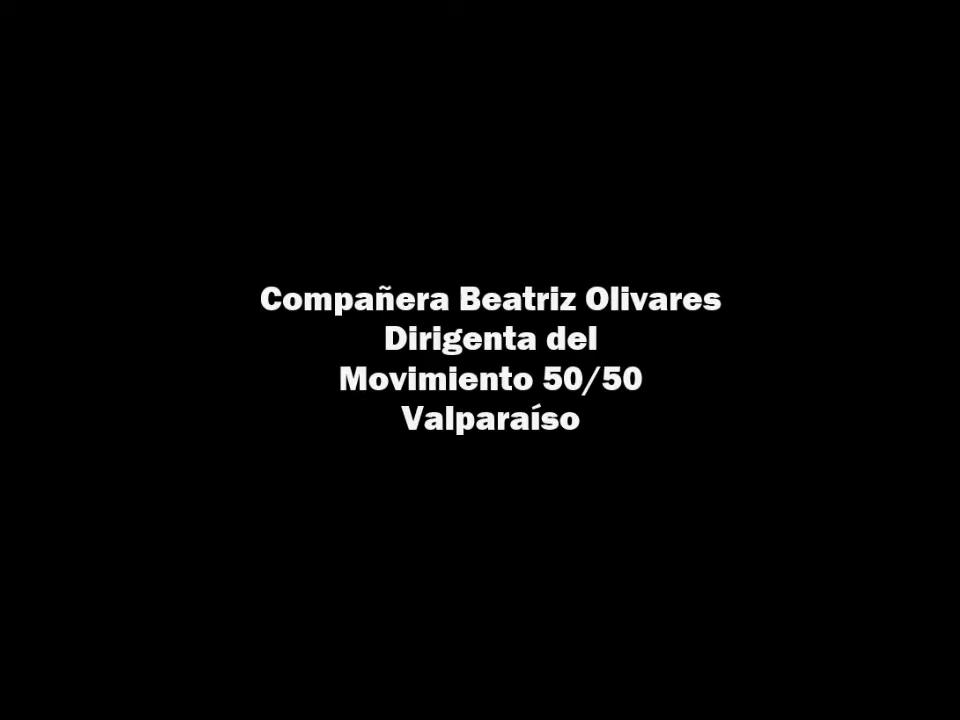 Compañera Beatriz Olivares
Dirigenta del
Movimiento 50/50
Valparaíso